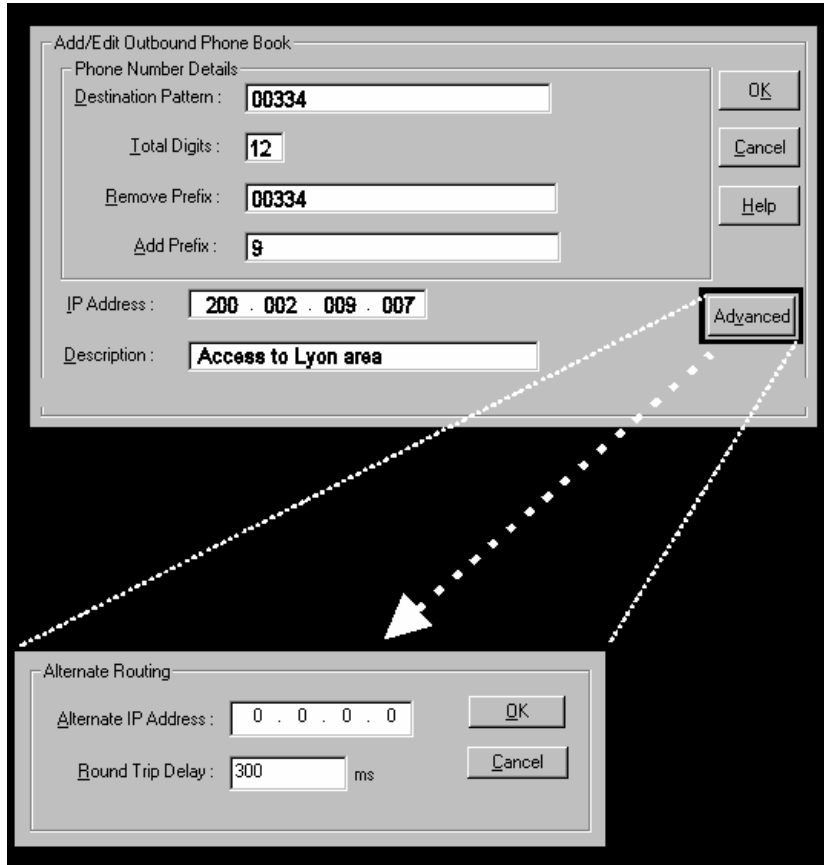 Add/Edit Outbound Phone Book
Phone Number Details
Destination Pattern : 00334
OK
Total Digits : 12
Cancel
Remove Prefix : 00334
Help
Add Prefix : 9
IP Address : 200 . 002 . 009 . 007
Advanced
Description : Access to Lyon area
Alternate Routing
Alternate IP Address : 0 . 0 . 0 . 0
OK
Round Trip Delay : 300 ms
Cancel